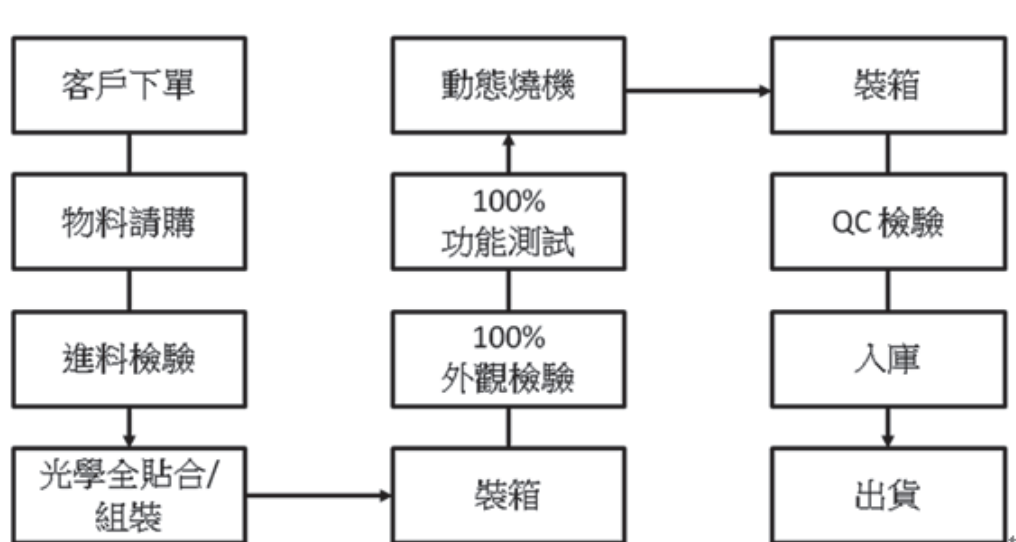 客戶下單
物料請購
進料檢驗
光學全貼合/
組裝
裝箱
100%
外觀檢驗
100%
功能測試
動態燒機
裝箱
QC 檢驗
入庫
出貨